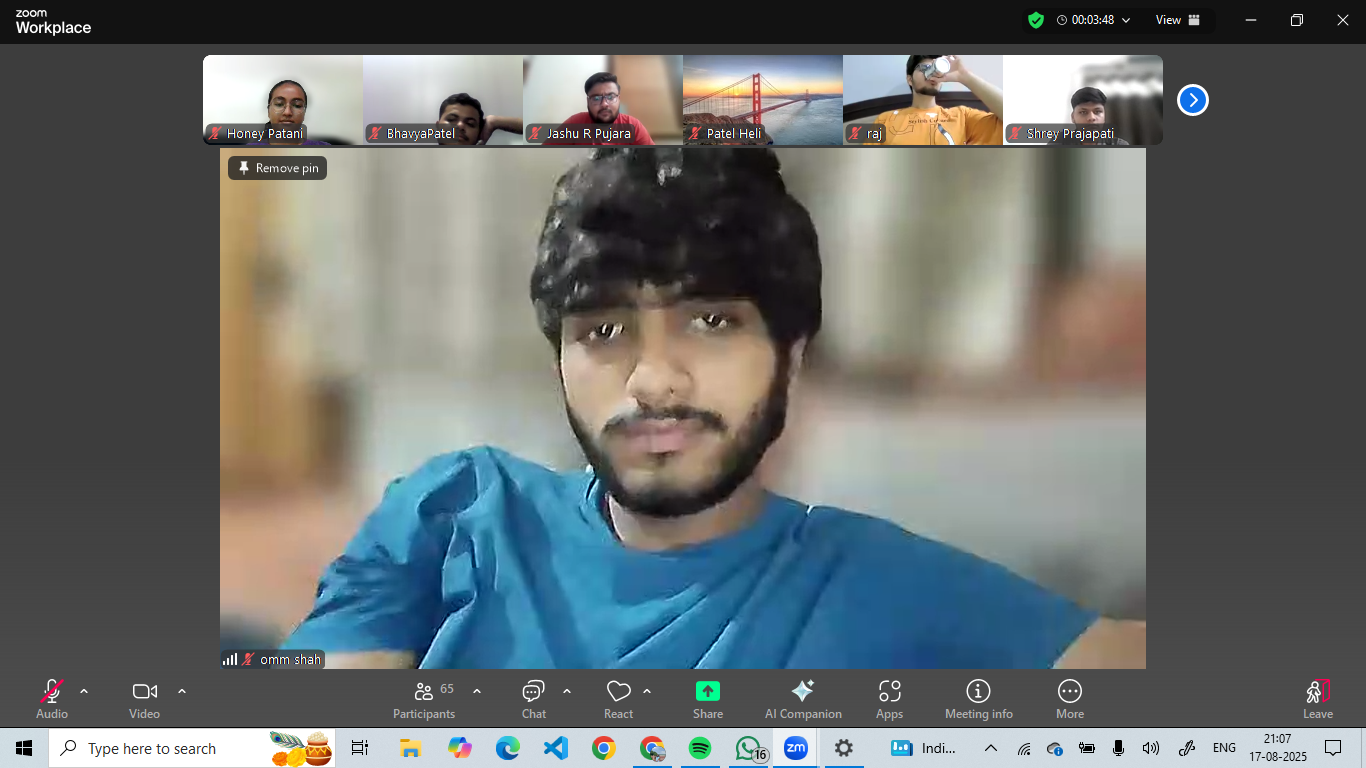 zoom
Workplace
00:03:48
View
Honey Patani
BhavyaPatel
Jashu R Pujara
Patel Heli
raj
Shrey Prajapati
Remove pin
omm shah
Audio
Video
65
Participants
Chat
React
Share
AI Companion
Apps
Meeting info
More
Leave
Type here to search
16
zm
Indi...
ENG
21:07
17-08-2025